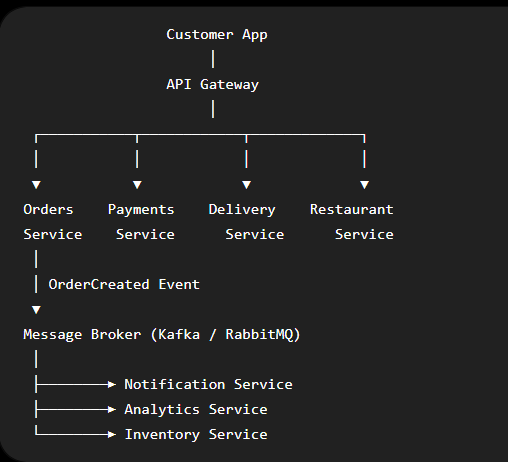 Customer App
API Gateway
Orders Payments Delivery Restaurant
Service Service Service Service
OrderCreated Event
Message Broker (Kafka / RabbitMQ)
Notification Service
Analytics Service
Inventory Service